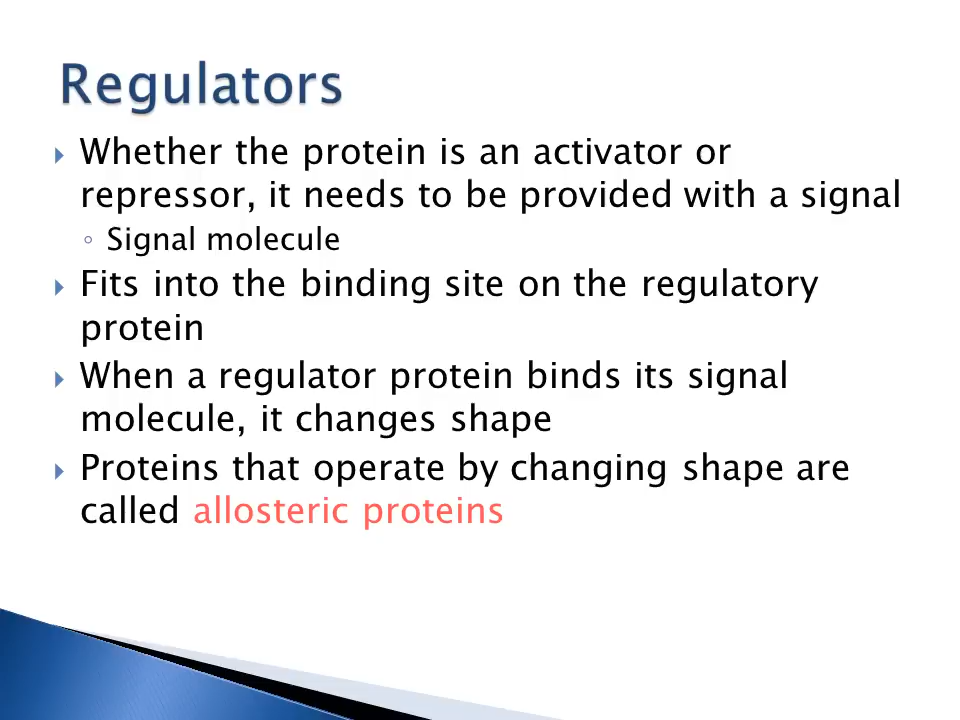 Regulators
Whether the protein is an activator or
repressor, it needs to be provided with a signal
Signal molecule
Fits into the binding site on the regulatory
protein
When a regulator protein binds its signal
molecule, it changes shape
Proteins that operate by changing shape are
called allosteric proteins